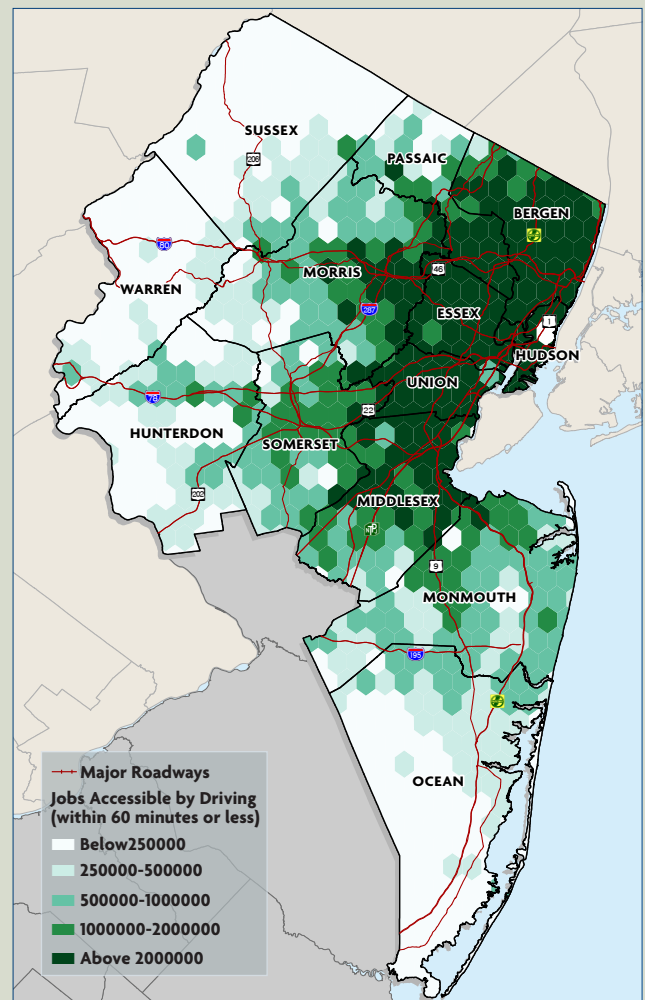 SUSSEX
206
PASSAIC
BERGEN
80
WARREN
MORRIS
46
287
ESSEX
1
HUDSON
UNION
78
22
HUNTERDON
SOMERSET
202
MIDDLESEX
9
MONMOUTH
195
OCEAN
Major Roadways
Jobs Accessible by Driving
(within 60 minutes or less)
Below250000
250000-500000
500000-1000000
1000000-2000000
Above 2000000